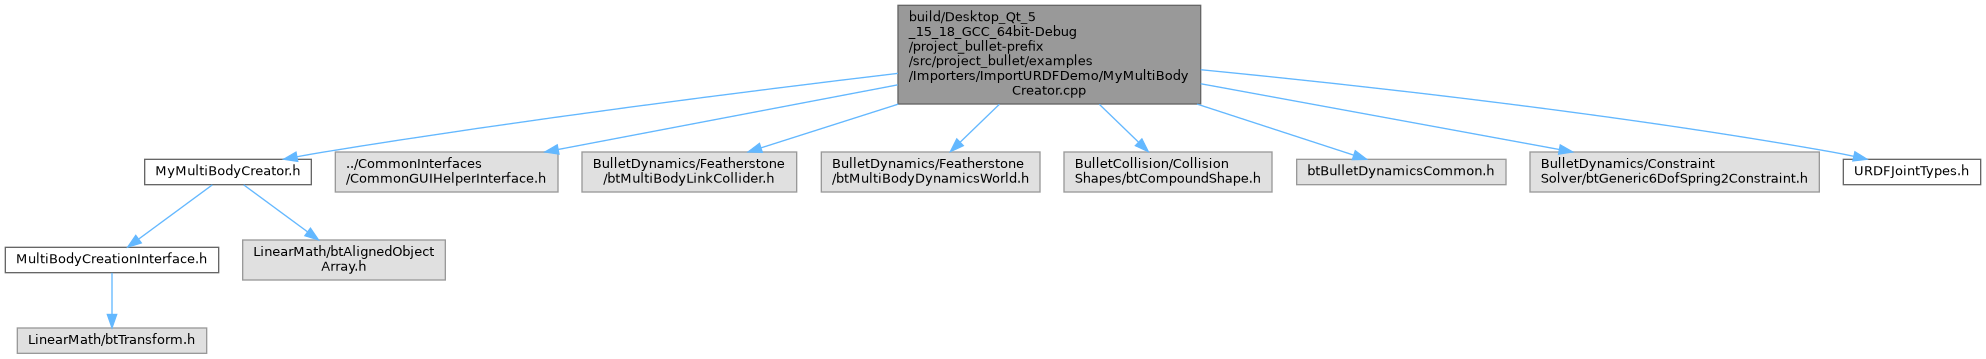 build/Desktop_Qt_5
_15_18_GCC_64bit-Debug
/project_bullet-prefix
/src/project_bullet/examples
/Importers/ImportURDFDemo/MyMultiBody
Creator.cpp
MyMultiBodyCreator.h
../CommonInterfaces
/CommonGUIHelperInterface.h
BulletDynamics/Featherstone
/btMultiBodyLinkCollider.h
BulletDynamics/Featherstone
/btMultiBodyDynamicsWorld.h
BulletCollision/Collision
Shapes/btCompoundShape.h
btBulletDynamicsCommon.h
BulletDynamics/Constraint
Solver/btGeneric6DofSpring2Constraint.h
URDFJointTypes.h
MultiBodyCreationInterface.h
LinearMath/btAlignedObject
Array.h
LinearMath/btTransform.h